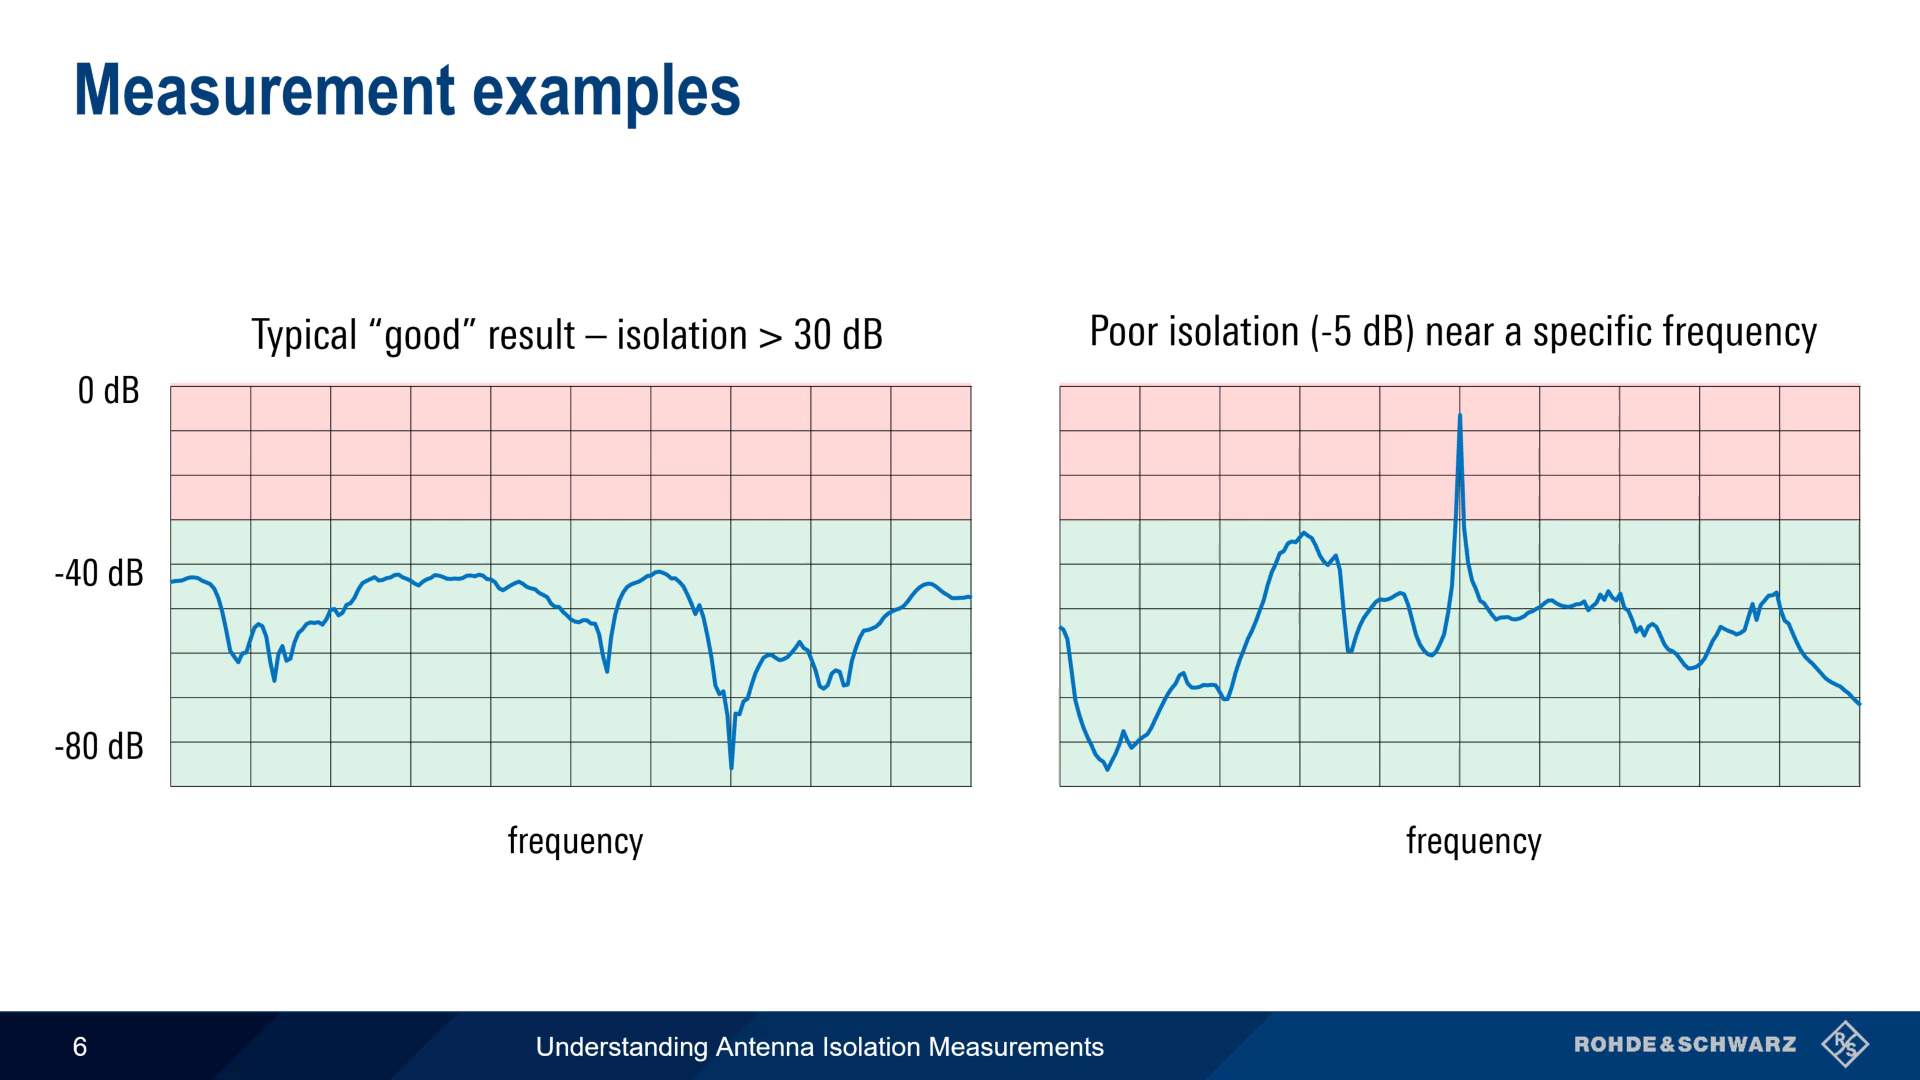 Measurement examples
Typical “good” result – isolation > 30 dB
Poor isolation (-5 dB) near a specific frequency
0 dB
-40 dB
-80 dB
frequency
frequency
6
Understanding Antenna Isolation Measurements
ROHDE&SCHWARZ
R&S